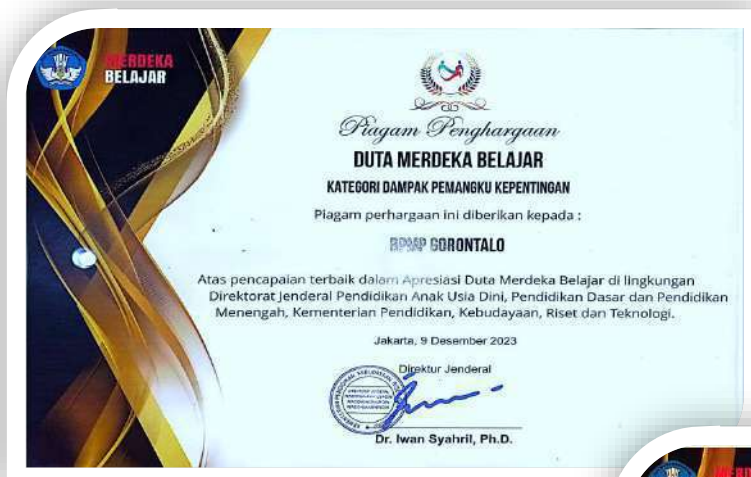 MERDEKA
BELAJAR
Piagam Penghargaan
DUTA MERDEKA BELAJAR
KATEGORI DAMPAK PEMANGKU KEPENTINGAN
Piagam perhargaan ini diberikan kepada :
BPMP GORONTALO
Atas pencapaian terbaik dalam Apresiasi Duta Merdeka Belajar di lingkungan
Direktorat Jenderal Pendidikan Anak Usia Dini, Pendidikan Dasar dan Pendidikan
Menengah, Kementerian Pendidikan, Kebudayaan, Riset dan Teknologi.
Jakarta, 9 Desember 2023
Direktur Jenderal
Dr. Iwan Syahril, Ph.D.